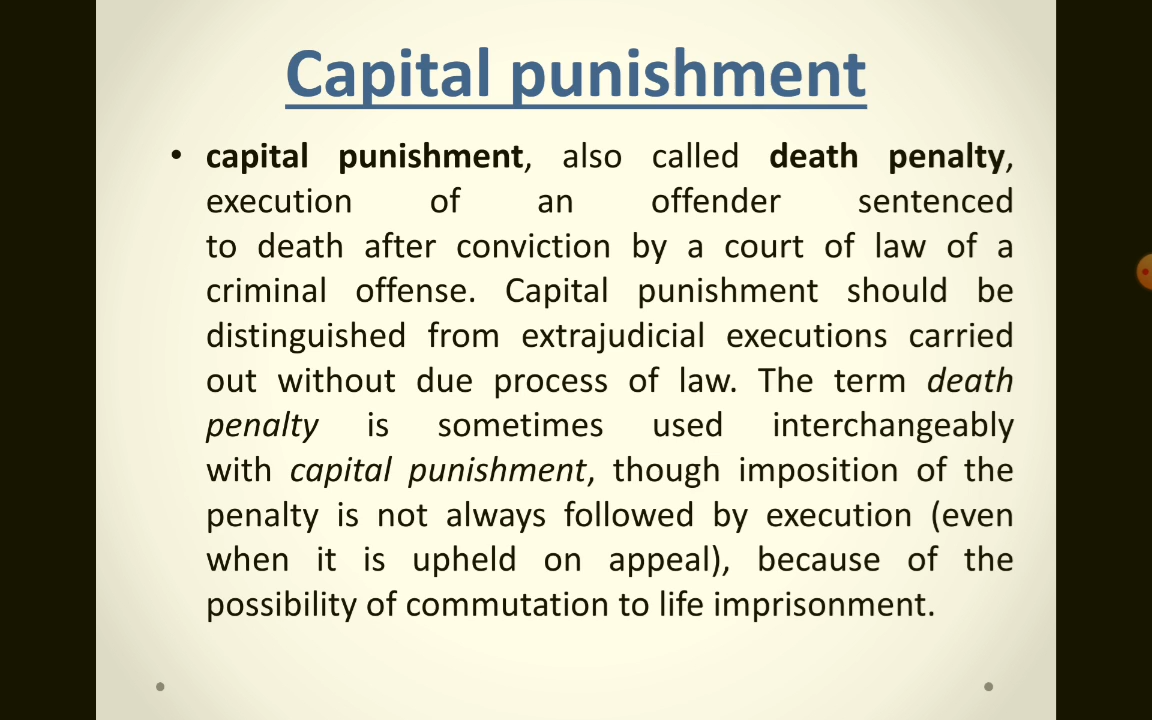 Capital punishment
• capital punishment, also called death penalty,
execution of an offender sentenced
to death after conviction by a court of law of a
criminal offense. Capital punishment should be
distinguished from extrajudicial executions carried
out without due process of law. The term death
penalty is sometimes used interchangeably
with capital punishment, though imposition of the
penalty is not always followed by execution (even
when it is upheld on appeal), because of the
possibility of commutation to life imprisonment.